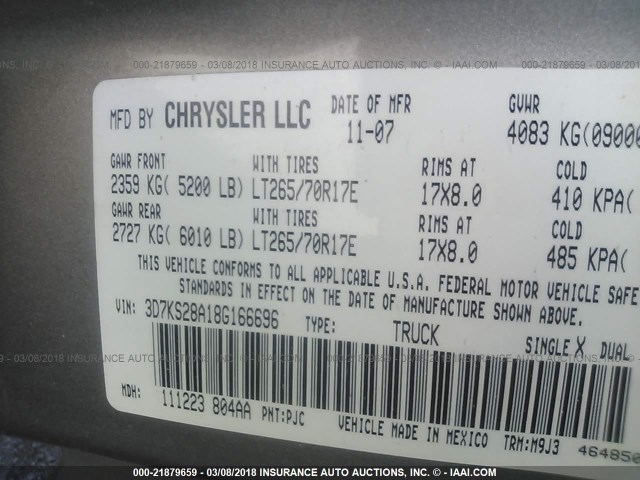 000-21879659 - 03/08/2018 INSURANCE AUTO AUCTIONS, INC. - © IAAI.COM
MFD BY CHRYSLER LLC DATE OF MFR GVWR
11-07 4083 KG(09000
GAWR FRONT WITH TIRES RIMS AT COLD
2359 KG( 5200 LB) LT265/70R17E 17X8.0 410 KPA(
GAWR REAR WITH TIRES RIMS AT COLD
2727 KG( 6010 LB) LT265/70R17E 17X8.0 485 KPA(
THIS VEHICLE CONFORMS TO ALL APPLICABLE U.S.A. FEDERAL MOTOR VEHICLE SAFE
STANDARDS IN EFFECT ON THE DATE OF MANUFACTURE SHOWN ABOVE.
VIN: 3D7KS28A18G166696 TYPE: TRUCK SINGLE X DUAL
MDH: 111223 804AA PNT:PJC VEHICLE MADE IN MEXICO TRM:M9J3 464850
000-21879659 - 03/08/2018 INSURANCE AUTO AUCTIONS, INC. - © IAAI.COM